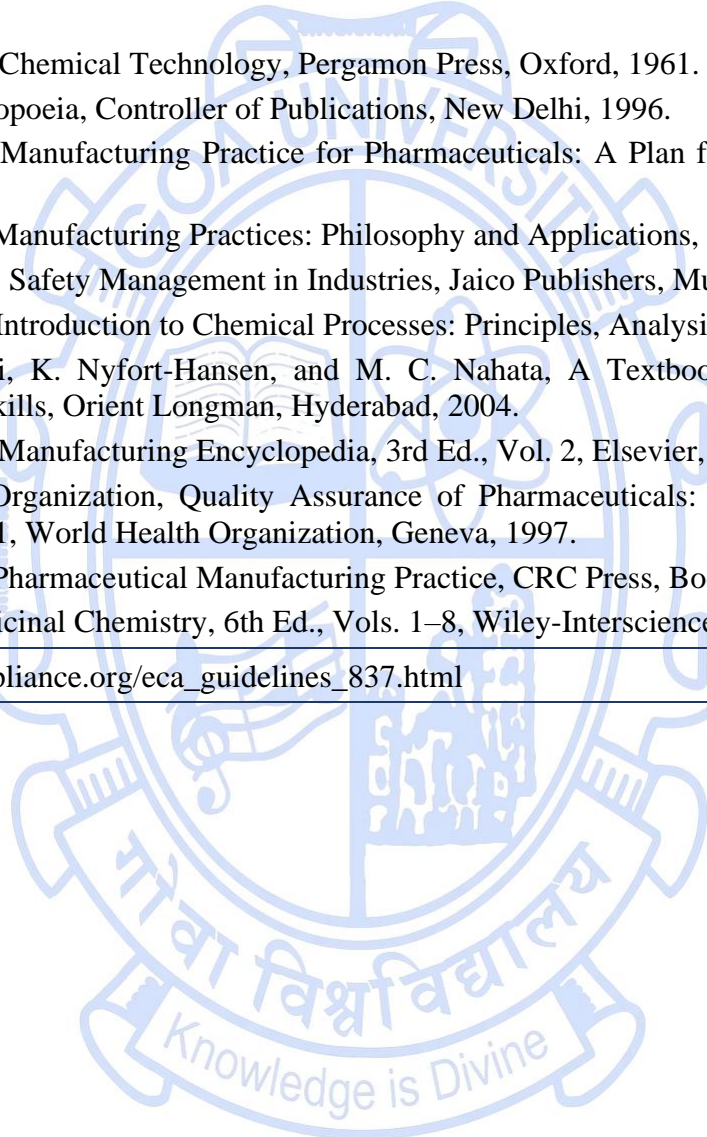 Chemical Technology, Pergamon Press, Oxford, 1961.
opoeia, Controller of Publications, New Delhi, 1996.
Manufacturing Practice for Pharmaceuticals: A Plan f
Manufacturing Practices: Philosophy and Applications,
Safety Management in Industries, Jaico Publishers, Mu
Introduction to Chemical Processes: Principles, Analysi
i, K. Nyfort-Hansen, and M. C. Nahata, A Textboo
kills, Orient Longman, Hyderabad, 2004.
Manufacturing Encyclopedia, 3rd Ed., Vol. 2, Elsevier,
Organization, Quality Assurance of Pharmaceuticals:
1, World Health Organization, Geneva, 1997.
Pharmaceutical Manufacturing Practice, CRC Press, Bo
icinal Chemistry, 6th Ed., Vols. 1–8, Wiley-Interscience
pliance.org/eca_guidelines_837.html
GOA UNIVERSITY
गोंवा विश्वविद्यालय
Knowledge is Divine